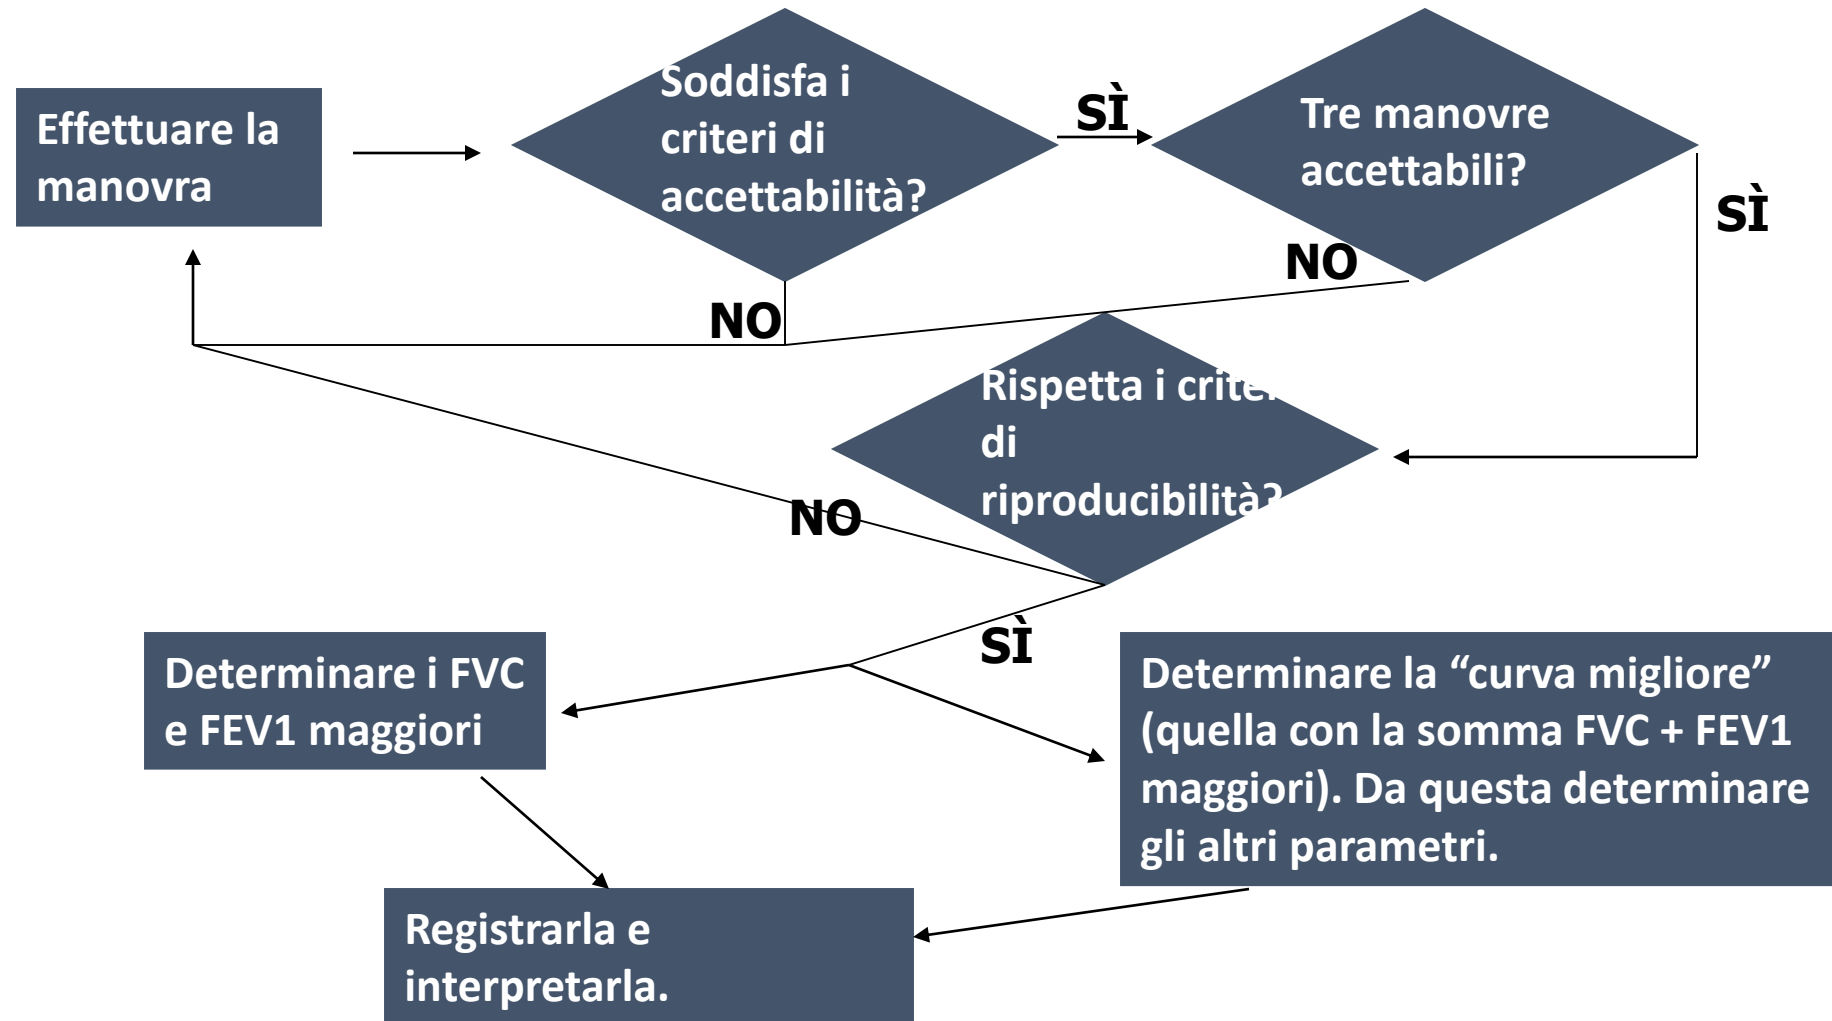 Effettuare la
manovra
Soddisfa i
criteri di
accettabilità?
SÌ
Tre manovre
accettabili?
SÌ
NO
NO
Rispetta i criteri
di
riproducibilità?
NO
SÌ
Determinare i FVC
e FEV1 maggiori
Determinare la “curva migliore”
(quella con la somma FVC + FEV1
maggiori). Da questa determinare
gli altri parametri.
Registrarla e
interpretarla.